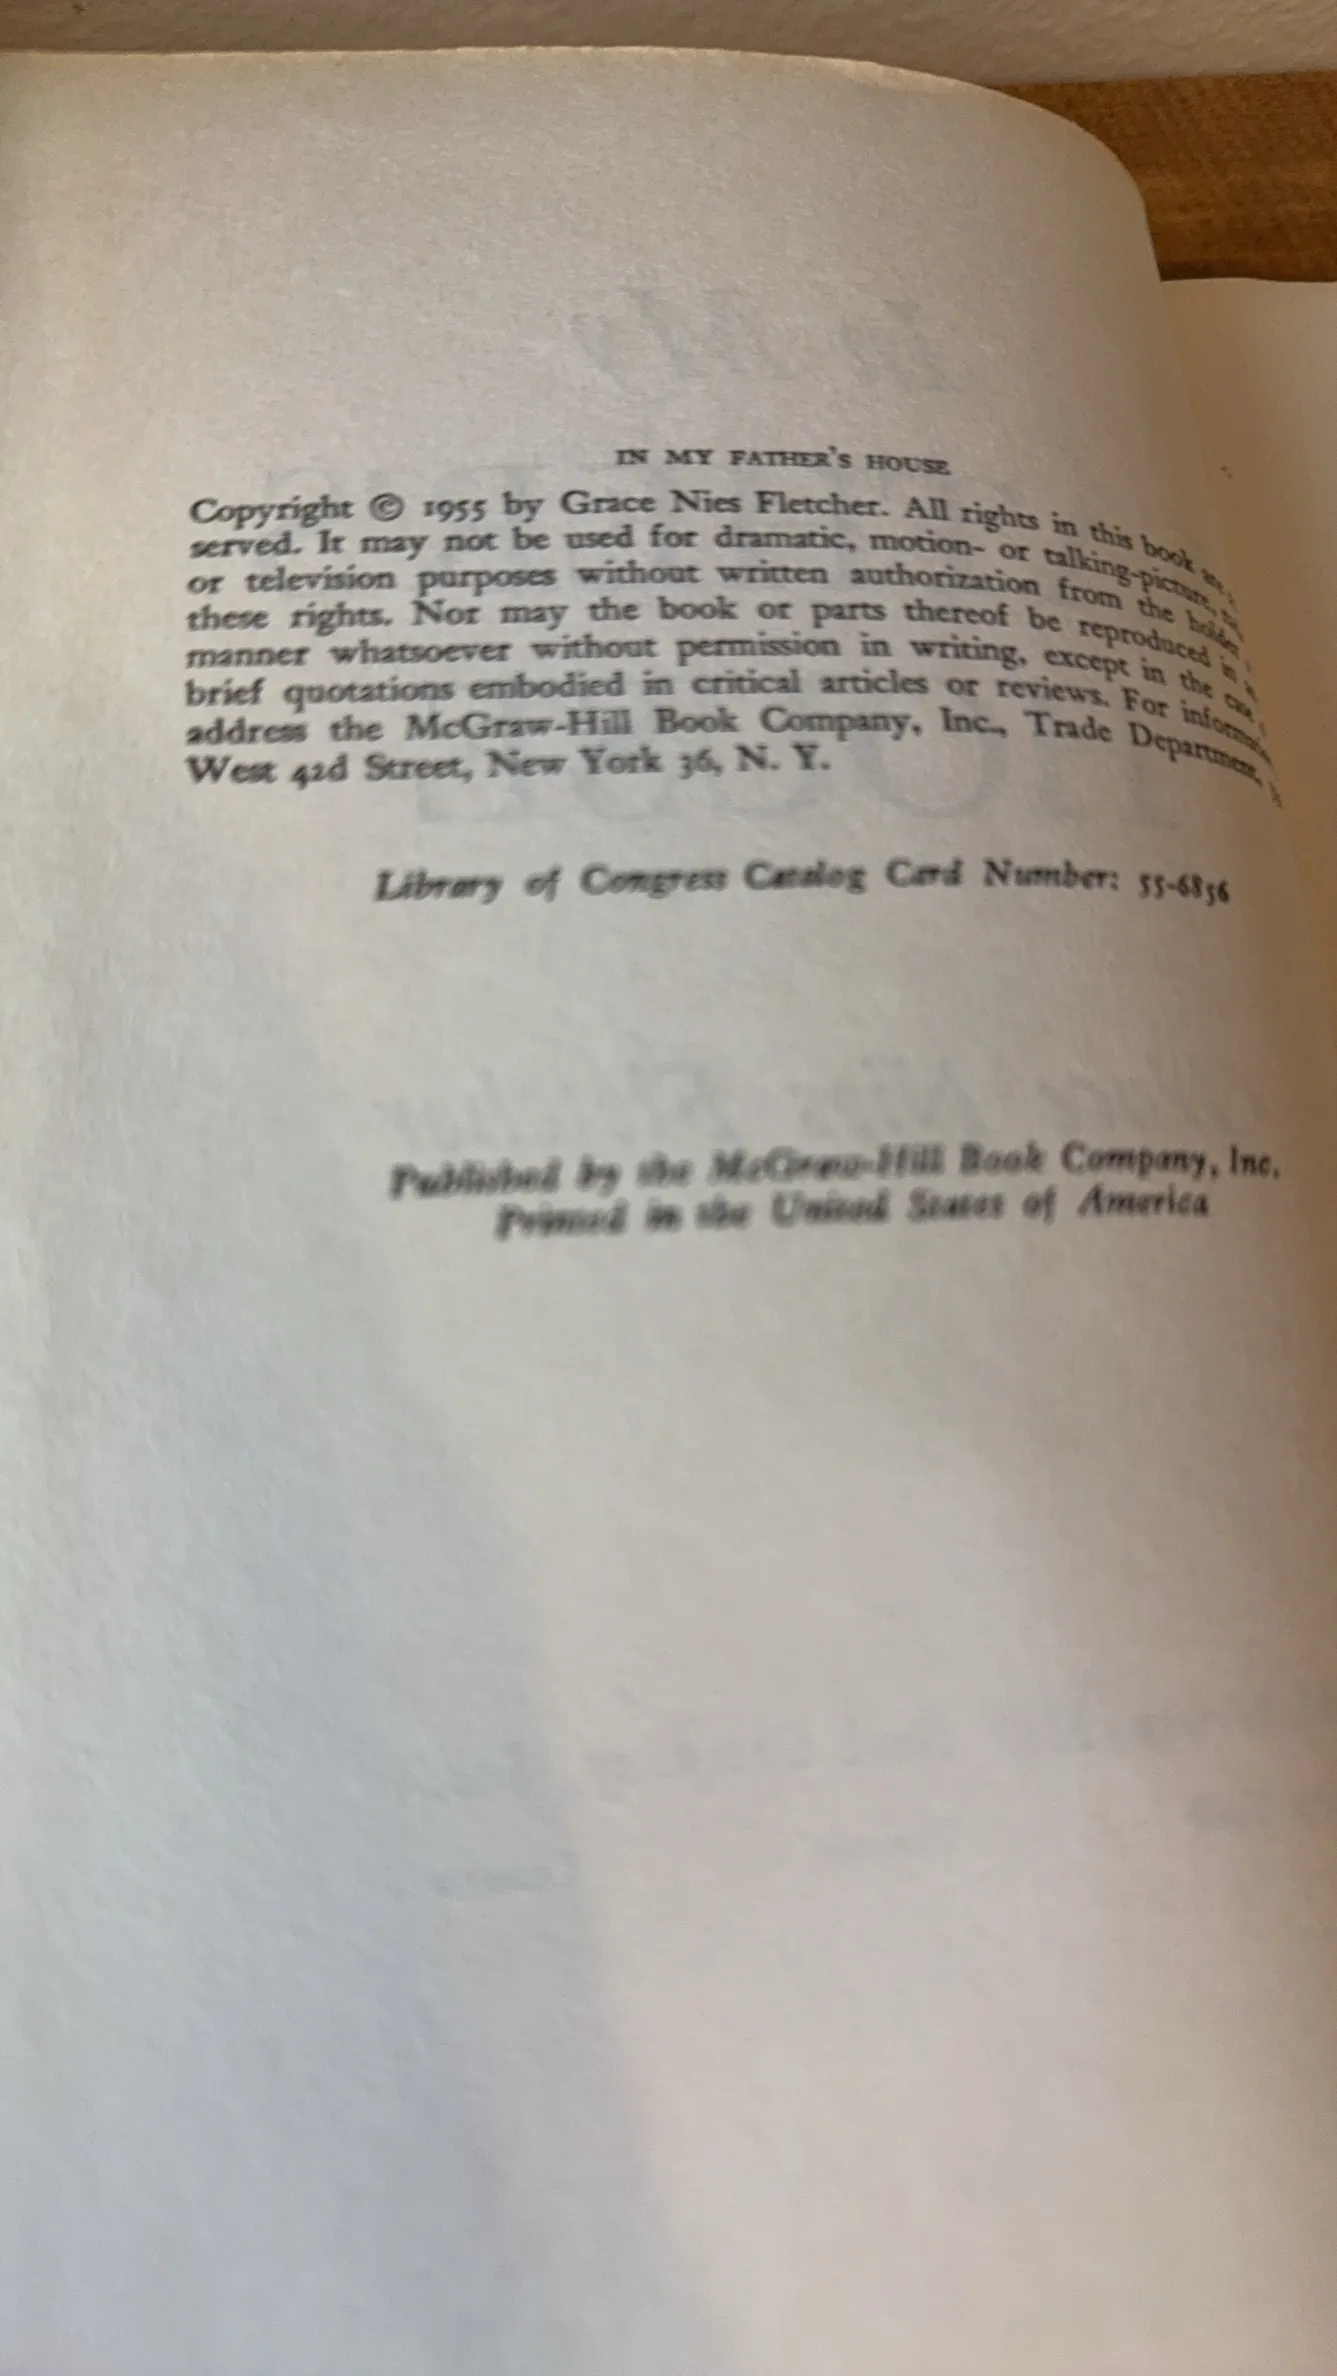 IN MY FATHER'S HOUSE
Copyright © 1955 by Grace Nies Fletcher. All rights in this book are
served. It may not be used for dramatic, motion- or talking-picture,
or television purposes without written authorization from the holder
these rights. Nor may the book or parts thereof be reproduced in
manner whatsoever without permission in writing, except in the case
brief quotations embodied in critical articles or reviews. For
address the McGraw-Hill Book Company, Inc., Trade Department,
West 42d Street, New York 36, N. Y.
Library of Congress Catalog Card Number: 55-6856
Published by the McGraw-Hill Book Company, Inc.
Printed in the United States of America